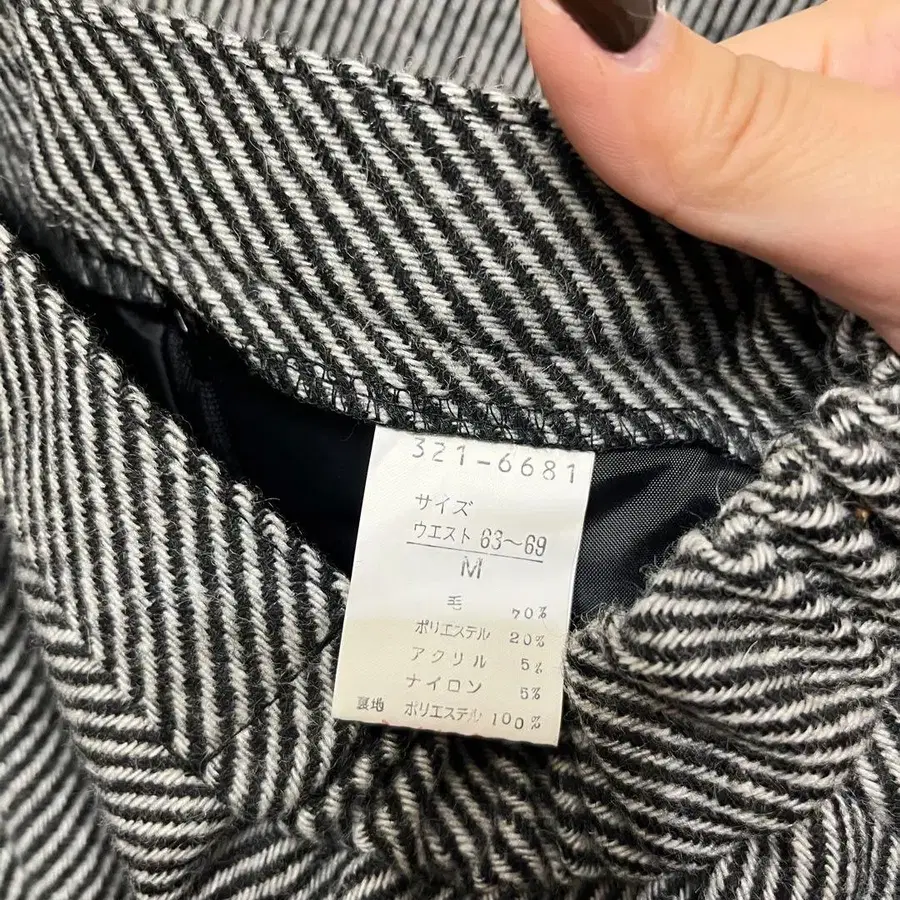 321-6681
サイズ
ウエスト 63〜69
M
毛 70%
ポリエステル 20%
アクリル 5%
ナイロン 5%
裏地 ポリエステル 100%